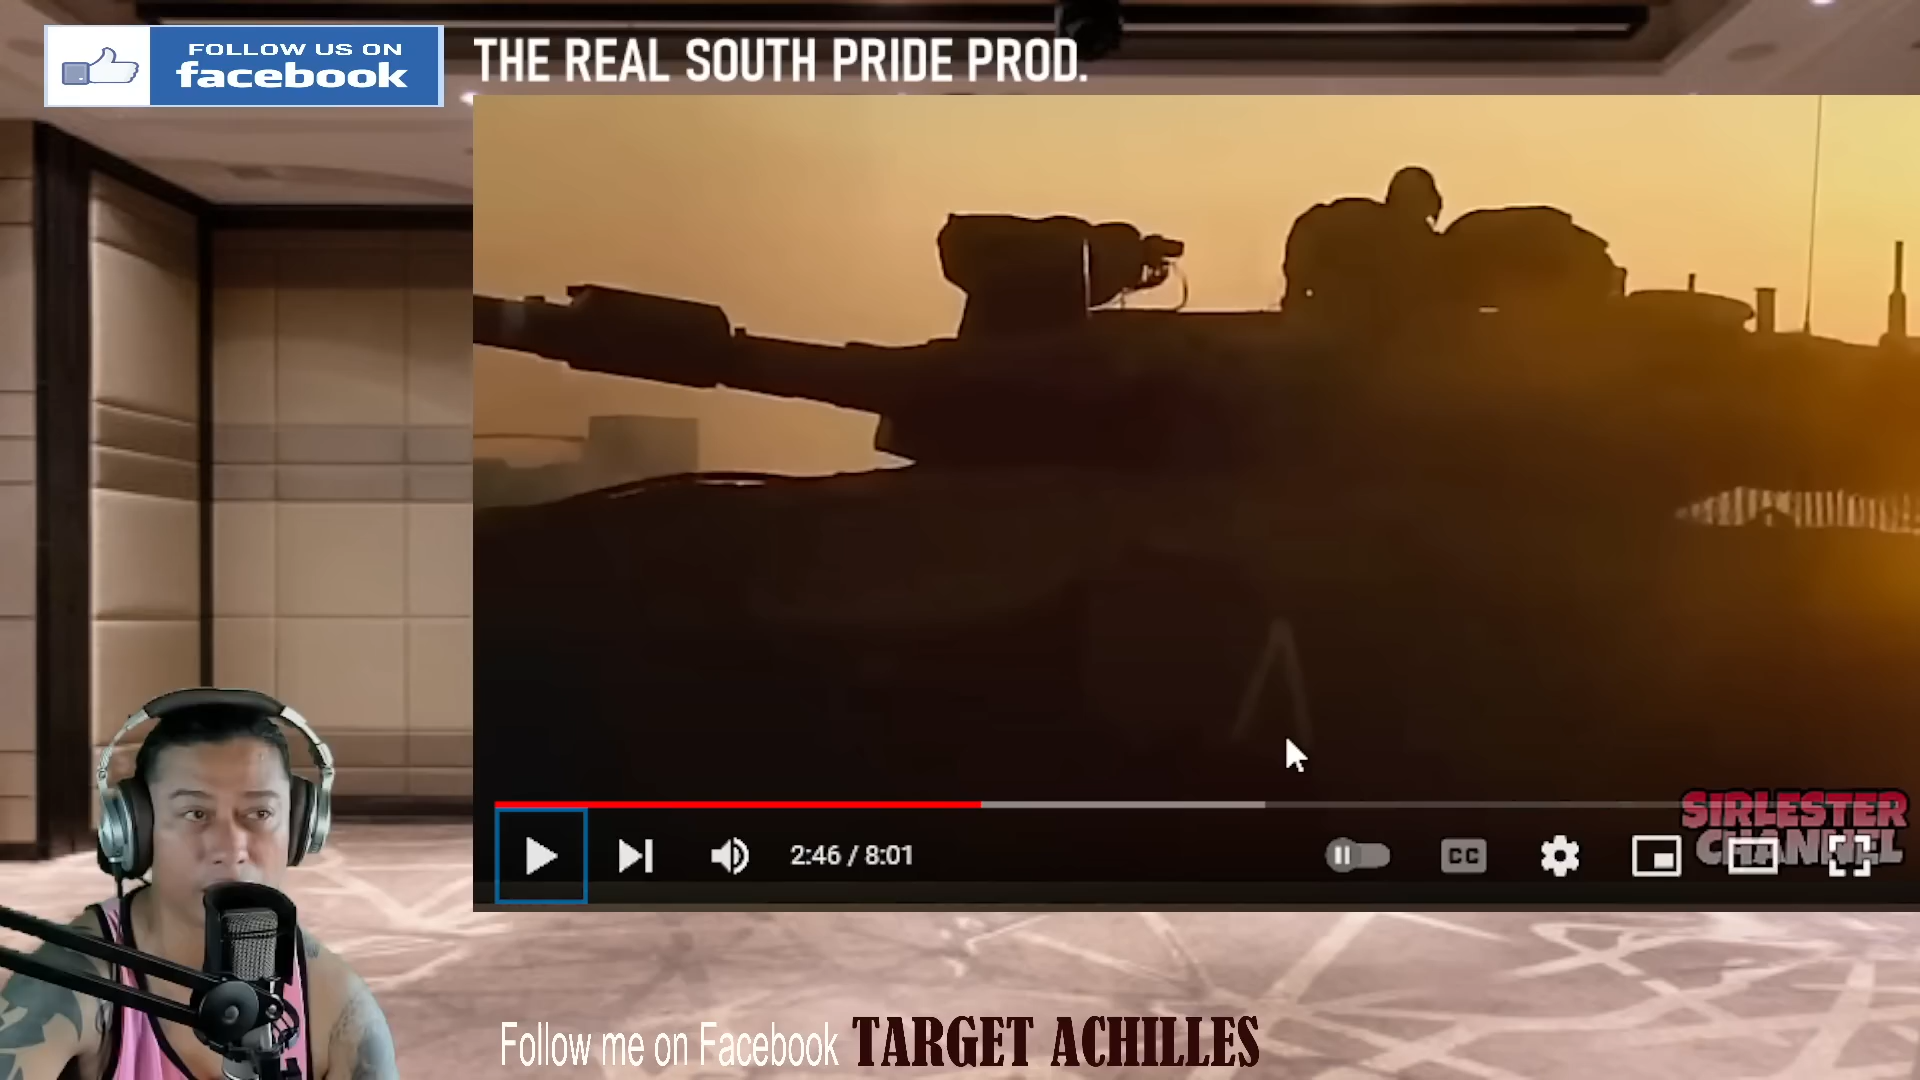 FOLLOW US ON
facebook
THE REAL SOUTH PRIDE PROD.
SIRLESTER
CHANNEL
2:46 / 8:01
CC
Follow me on Facebook TARGET ACHILLES